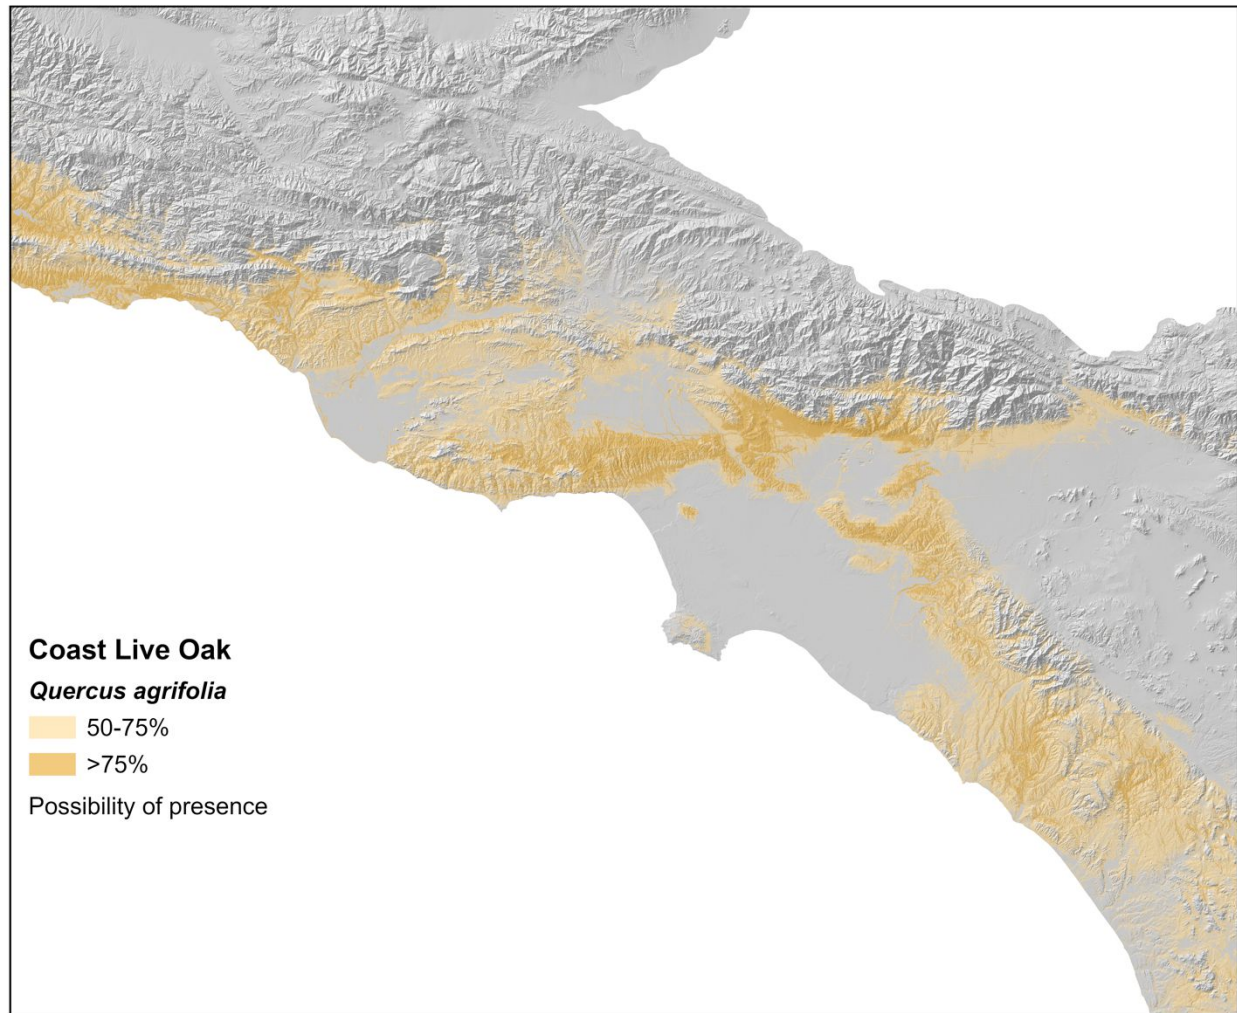 Coast Live Oak
Quercus agrifolia
50-75%
>75%
Possibility of presence